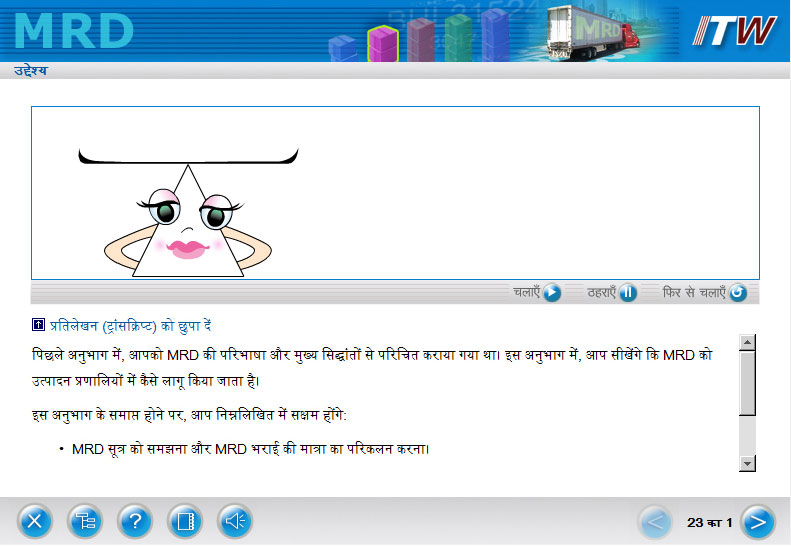 MRD
MRD
ITW
उद्देश्य
चलाएँ
ठहराएँ
फिर से चलाएँ
प्रतिलेखन (ट्रांसक्रिप्ट) को छुपा दें
पिछले अनुभाग में, आपको MRD की परिभाषा और मुख्य सिद्धांतों से परिचित कराया गया था। इस अनुभाग में, आप सीखेंगे कि MRD को
उत्पादन प्रणालियों में कैसे लागू किया जाता है।
इस अनुभाग के समाप्त होने पर, आप निम्नलिखित में सक्षम होंगे:
• MRD सूत्र को समझना और MRD भराई की मात्रा का परिकलन करना।
23 का 1